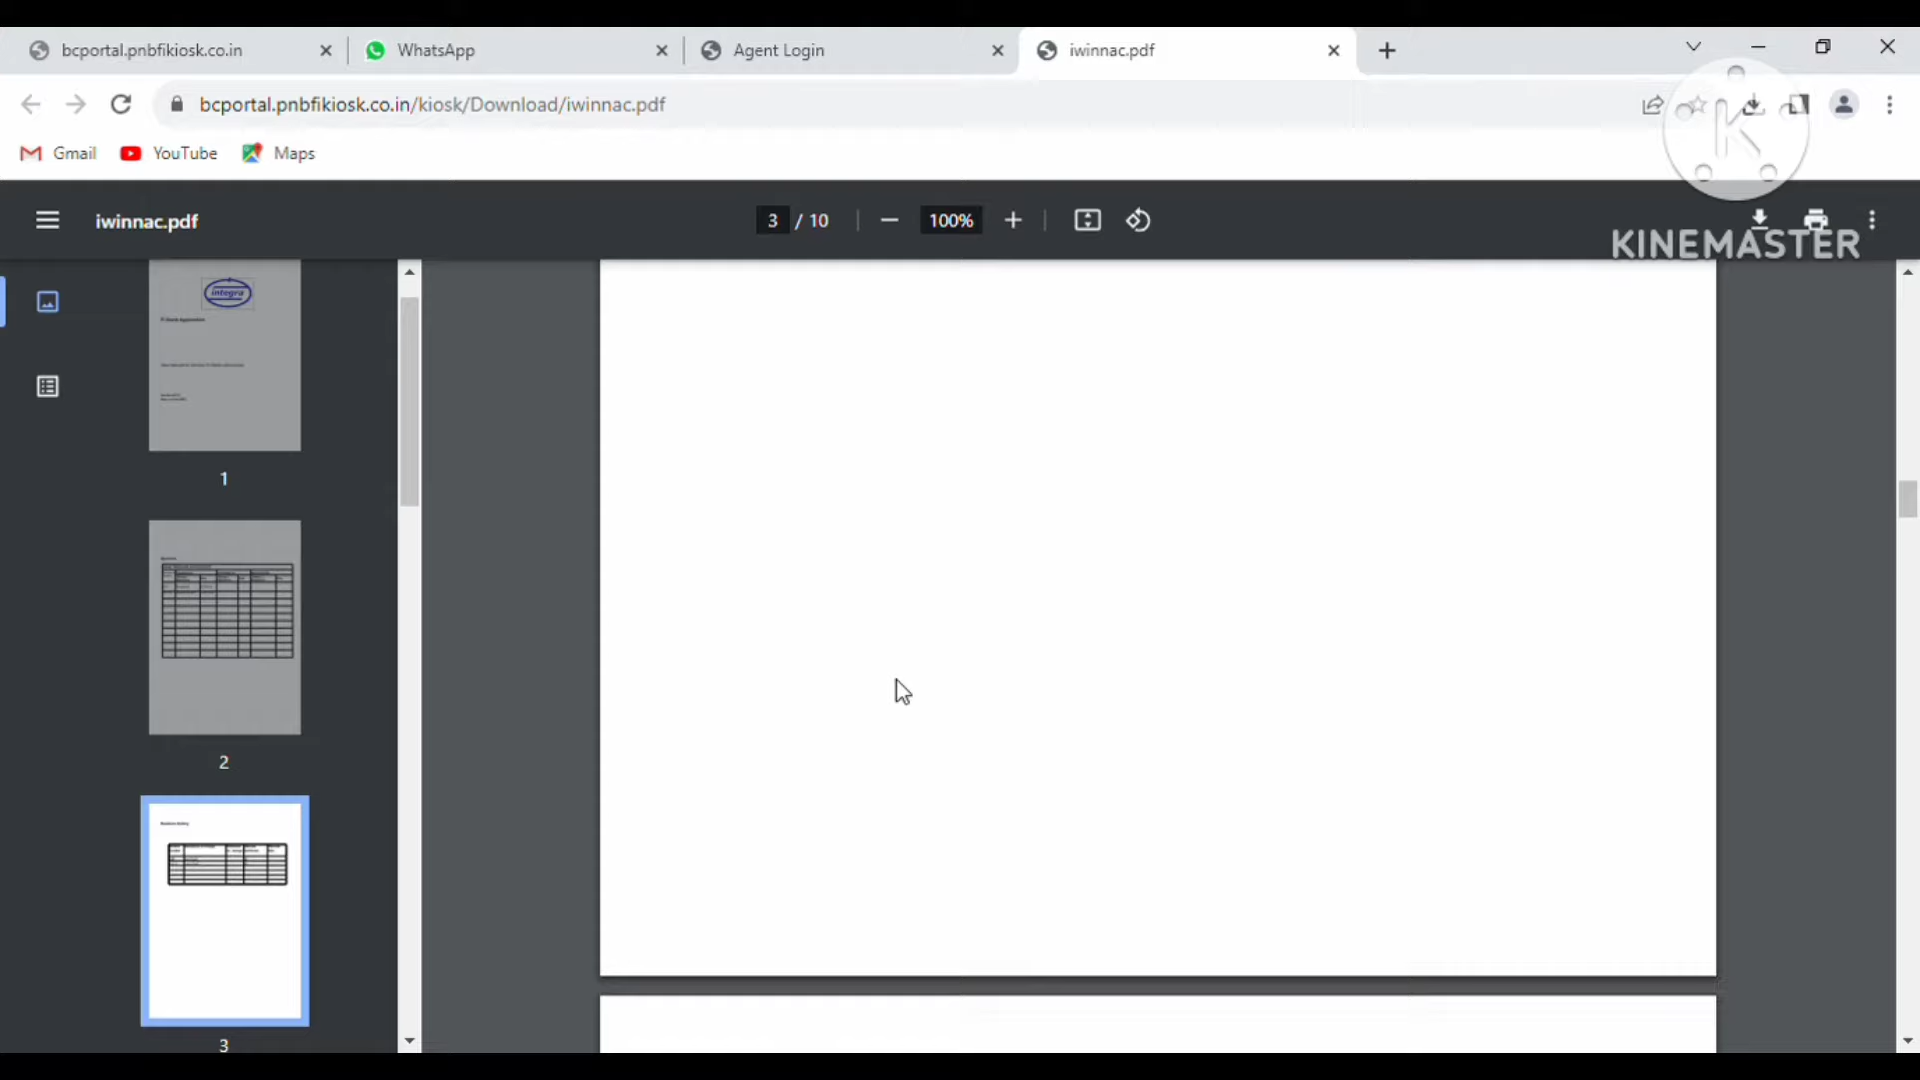 bcportal.pnbfikiosk.co.in
WhatsApp
Agent Login
iwinnac.pdf
bcportal.pnbfikiosk.co.in/kiosk/Download/iwinnac.pdf
Gmail
YouTube
Maps
K
KINEMASTER
iwinnac.pdf
3 / 10
100%
integra
1
2
3